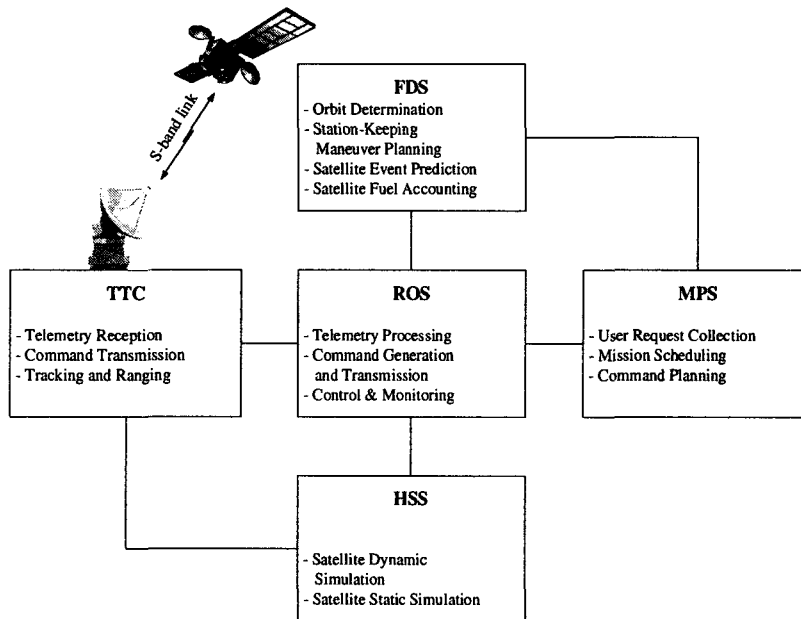 S-band link
FDS
- Orbit Determination
- Station-Keeping
Maneuver Planning
- Satellite Event Prediction
- Satellite Fuel Accounting
TTC
- Telemetry Reception
- Command Transmission
- Tracking and Ranging
ROS
- Telemetry Processing
- Command Generation
and Transmission
- Control & Monitoring
MPS
- User Request Collection
- Mission Scheduling
- Command Planning
HSS
- Satellite Dynamic
Simulation
- Satellite Static Simulation